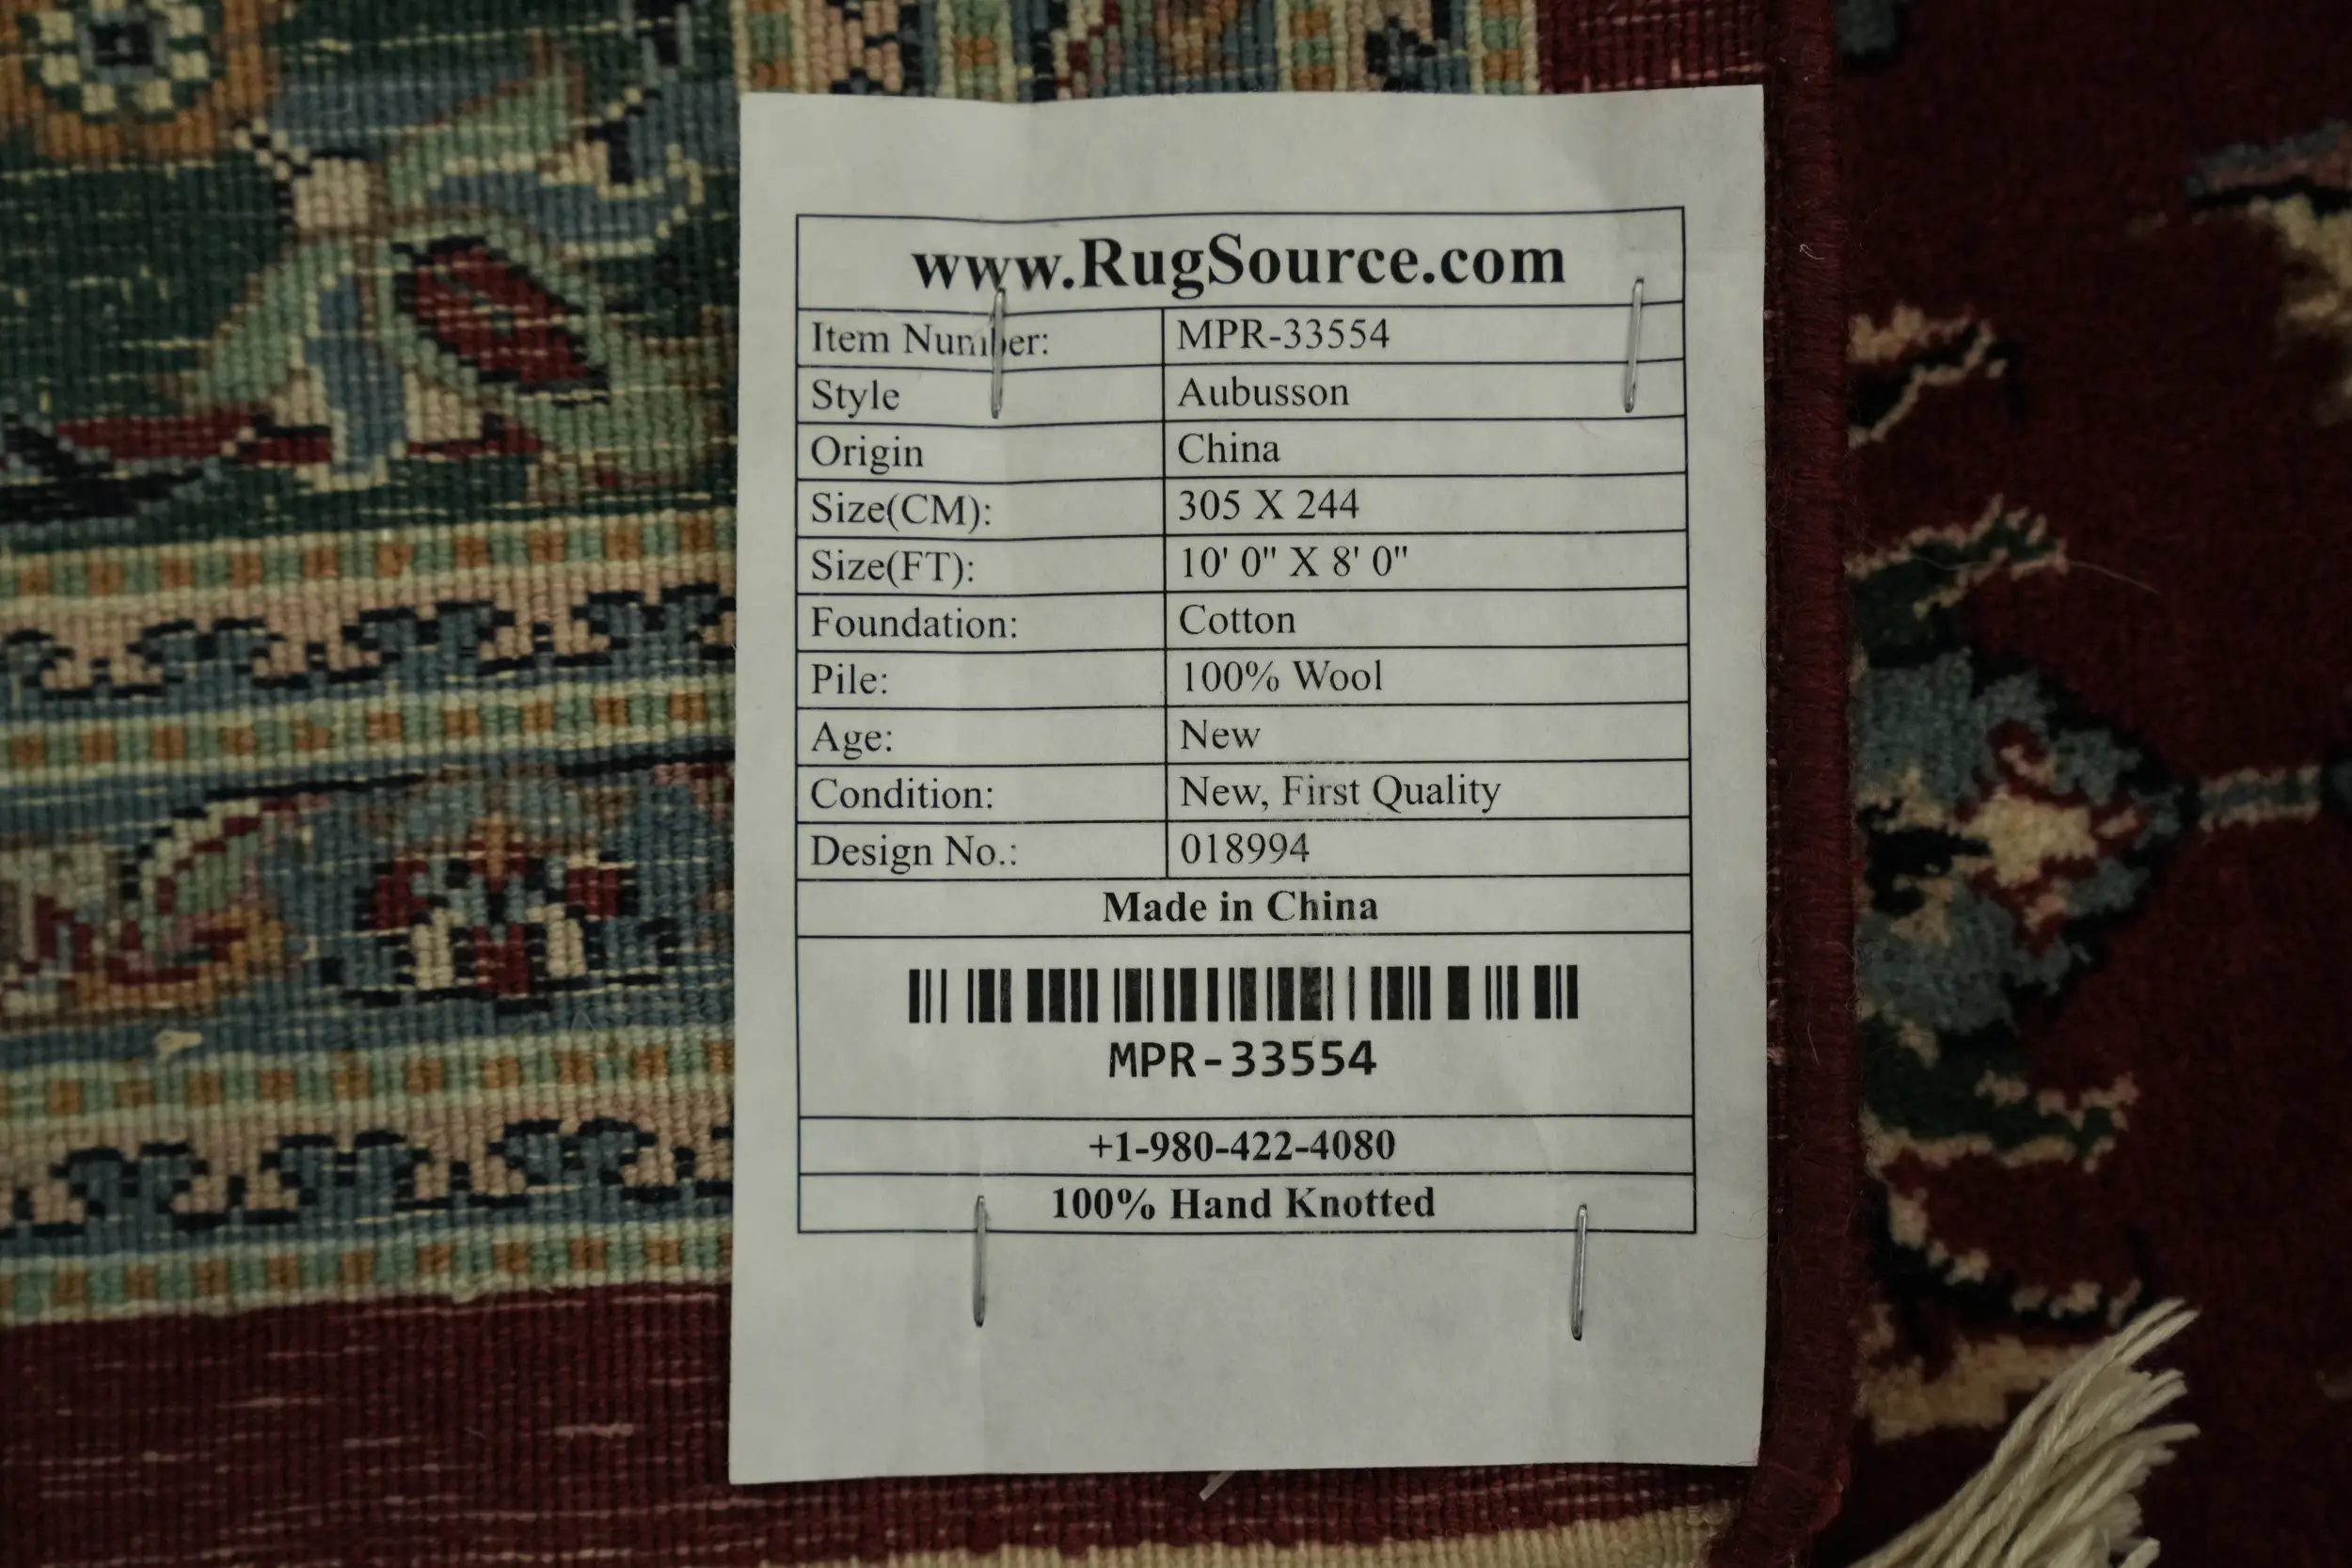 www.RugSource.com
Item Number: MPR-33554
Style Aubusson
Origin China
Size(CM): 305 X 244
Size(FT): 10' 0" X 8' 0"
Foundation: Cotton
Pile: 100% Wool
Age: New
Condition: New, First Quality
Design No.: 018994
Made in China
MPR-33554
+1-980-422-4080
100% Hand Knotted